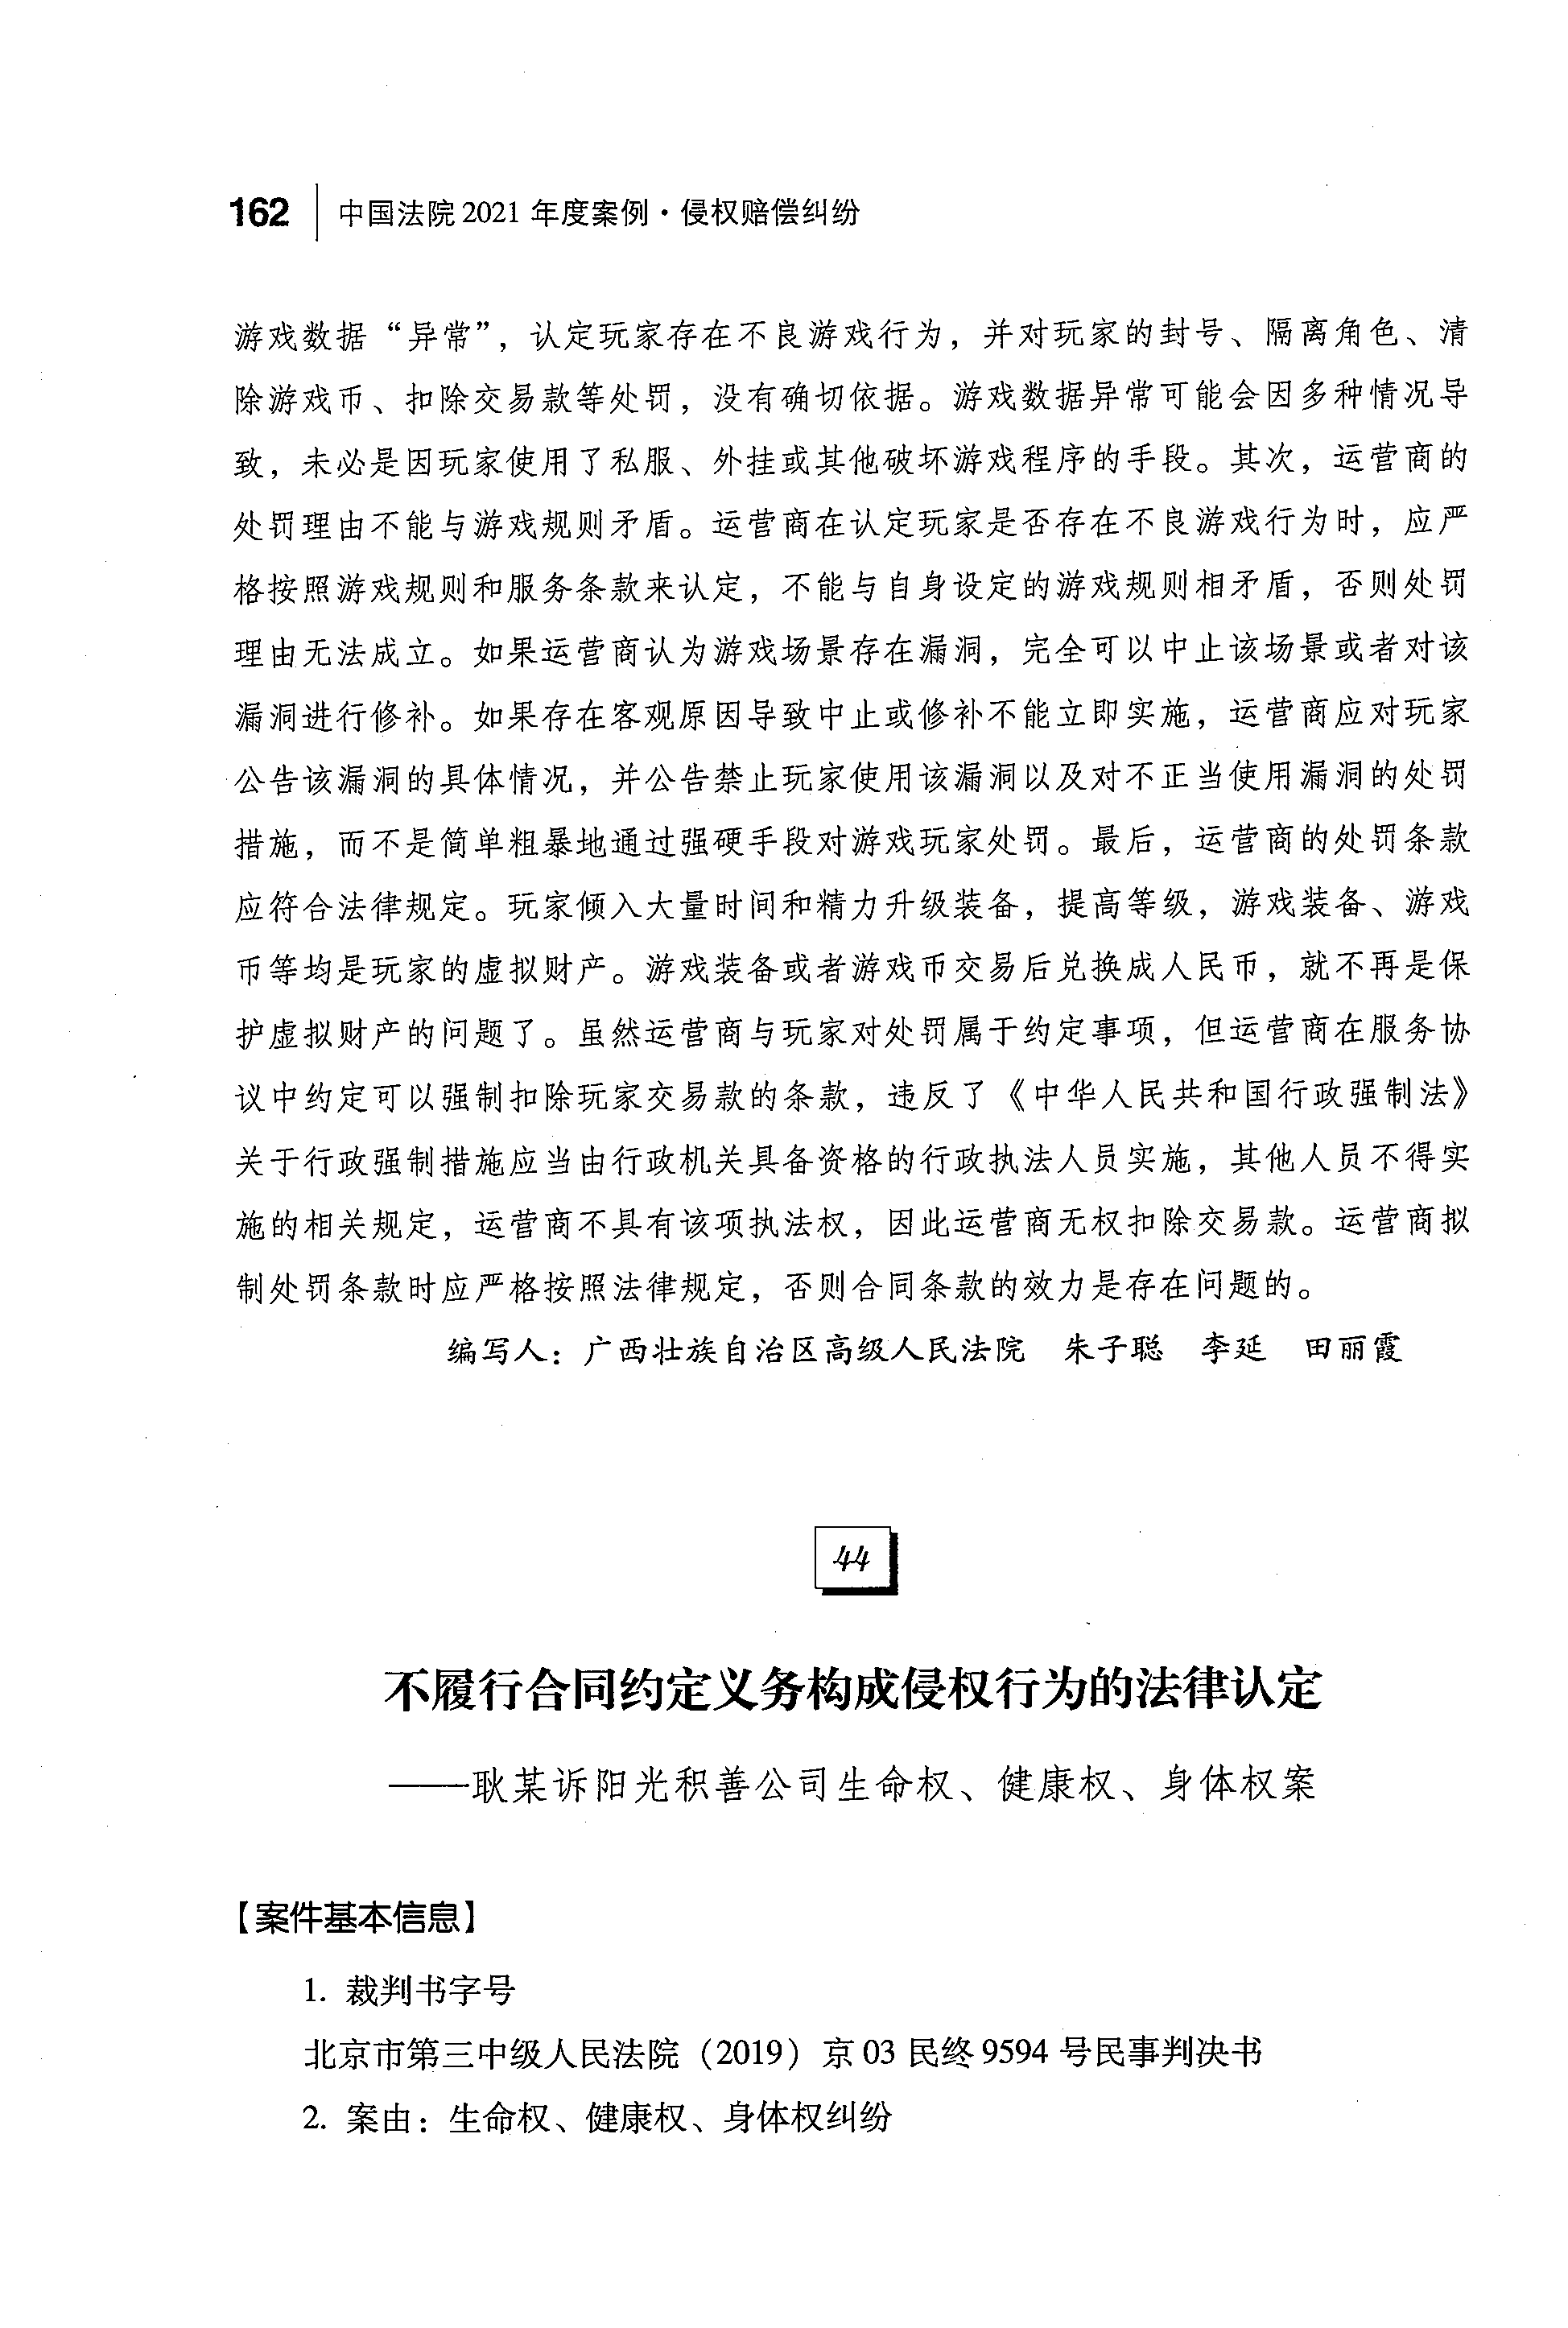 162 中国法院 2021 年度案例·侵权赔偿纠纷
游戏数据“异常”，认定玩家存在不良游戏行为，并对玩家的封号、隔离角色、清
除游戏币、扣除交易款等处罚，没有确切依据。游戏数据异常可能会因多种情况导
致，未必是因玩家使用了私服、外挂或其他破坏游戏程序的手段。其次，运营商的
处罚理由不能与游戏规则矛盾。运营商在认定玩家是否存在不良游戏行为时，应严
格按照游戏规则和服务条款来认定，不能与自身设定的游戏规则相矛盾，否则处罚
理由无法成立。如果运营商认为游戏场景存在漏洞，完全可以中止该场景或者对该
漏洞进行修补。如果存在客观原因导致中止或修补不能立即实施，运营商应对玩家
公告该漏洞的具体情况，并公告禁止玩家使用该漏洞以及对不正当使用漏洞的处罚
措施，而不是简单粗暴地通过强硬手段对游戏玩家处罚。最后，运营商的处罚条款
应符合法律规定。玩家倾入大量时间和精力升级装备，提高等级，游戏装备、游戏
币等均是玩家的虚拟财产。游戏装备或者游戏币交易后兑换成人民币，就不再是保
护虚拟财产的问题了。虽然运营商与玩家对处罚属于约定事项，但运营商在服务协
议中约定可以强制扣除玩家交易款的条款，违反了《中华人民共和国行政强制法》
关于行政强制措施应当由行政机关具备资格的行政执法人员实施，其他人员不得实
施的相关规定，运营商不具有该项执法权，因此运营商无权扣除交易款。运营商拟
制处罚条款时应严格按照法律规定，否则合同条款的效力是存在问题的。
编写人：广西壮族自治区高级人民法院 朱子聪 李延 田丽霞
44
不履行合同约定义务构成侵权行为的法律认定
——耿某诉阳光积善公司生命权、健康权、身体权案
【案件基本信息】
1. 裁判书字号
北京市第三中级人民法院（2019）京 03 民终 9594 号民事判决书
2. 案由：生命权、健康权、身体权纠纷